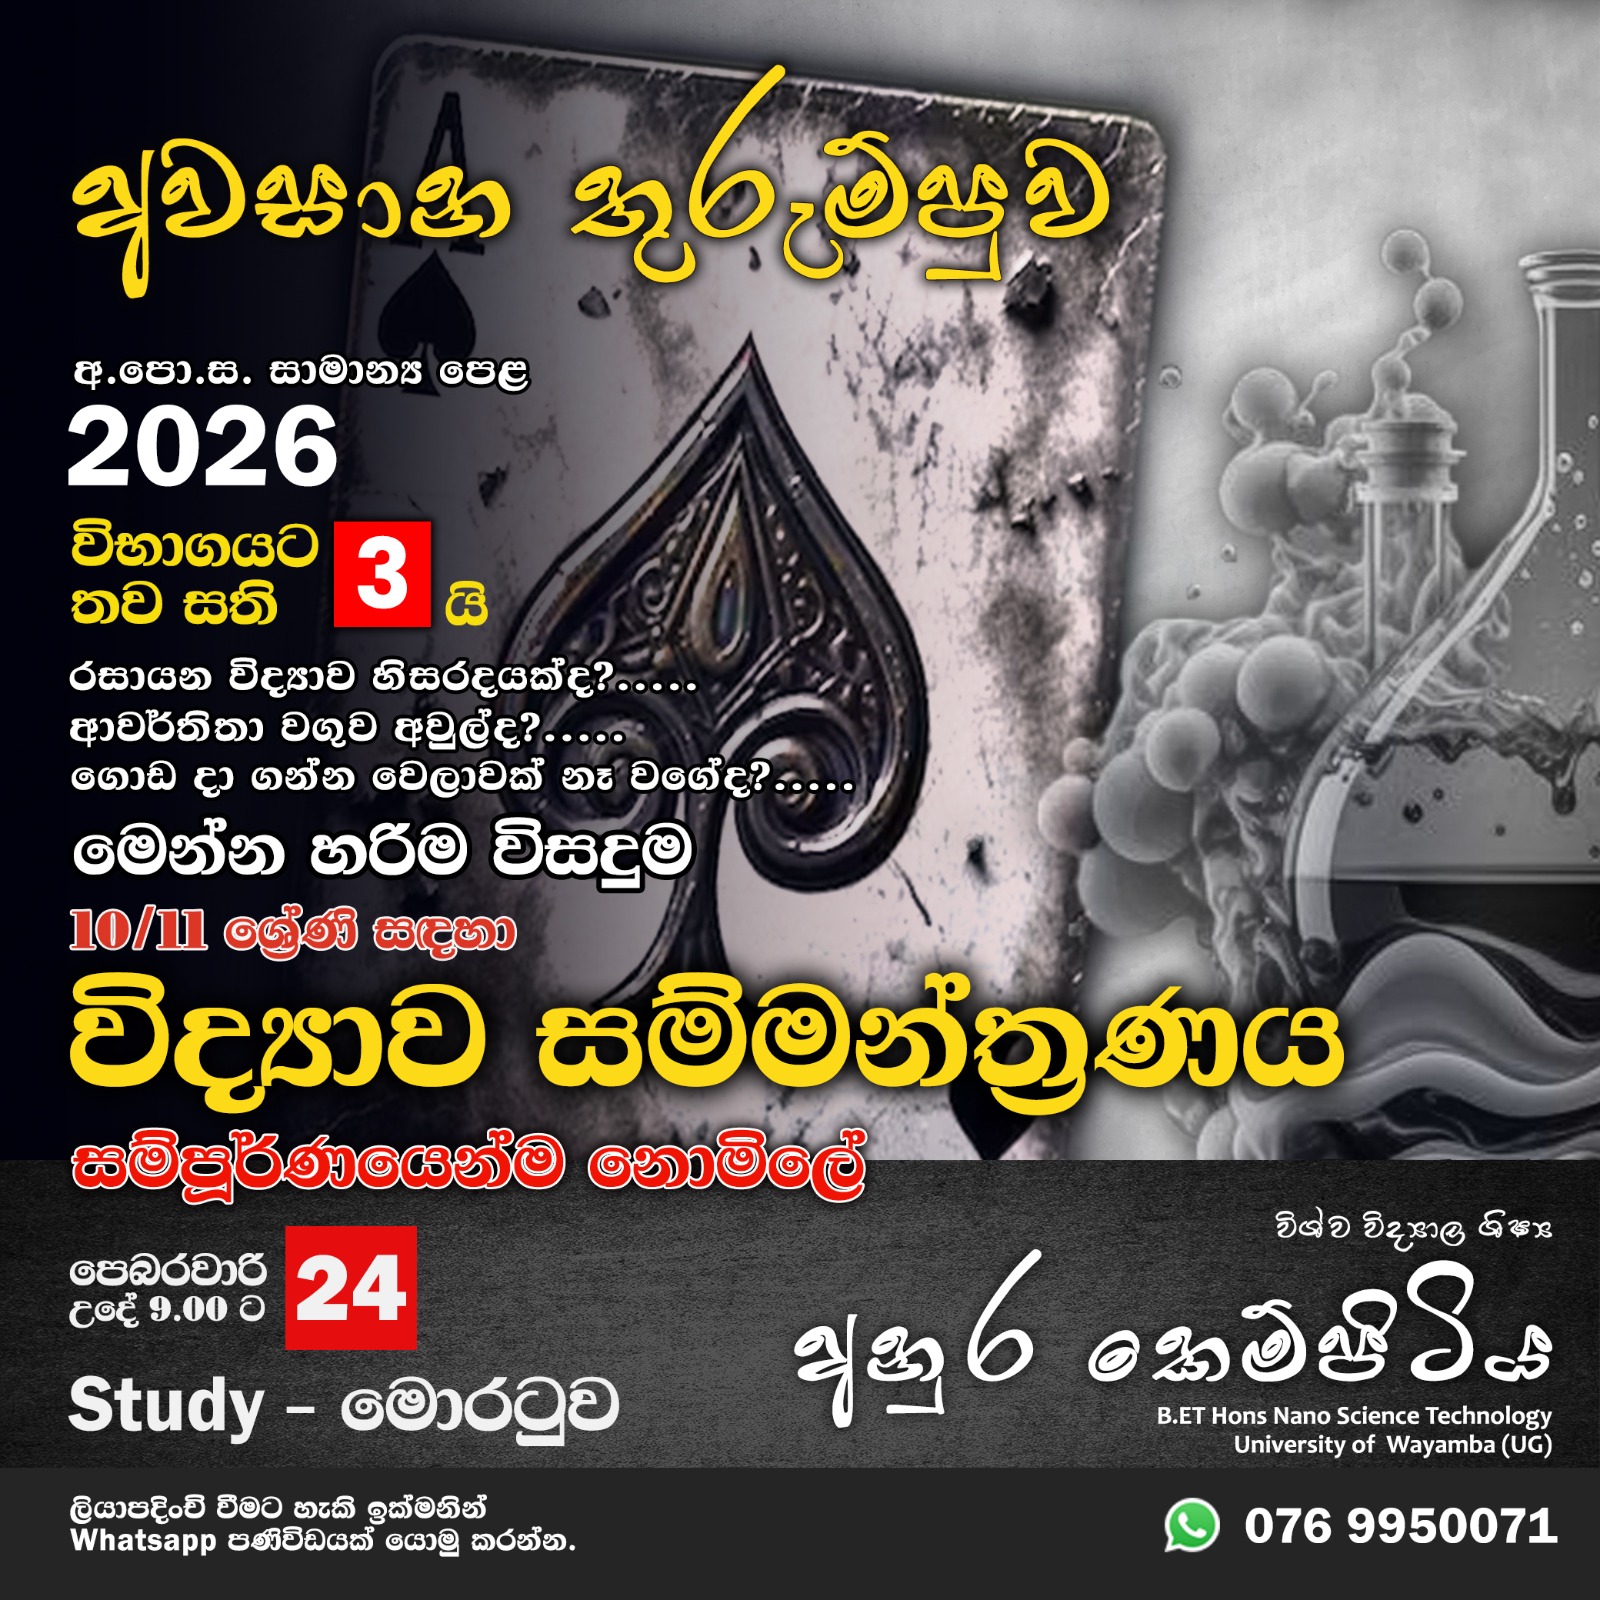 A
අවසාන තුරුම්පුව
අ.පො.ස. සාමාන්‍ය පෙළ
2026
විභාගයට
තව සති 3 යි
රසායන විද්‍යාව හිසරදයක්ද?.....
ආවර්තිතා වගුව අවුල්ද?.....
ගොඩ දා ගන්න වෙලාවක් නෑ වගේද?.....
මෙන්න හරිම විසදුම
10/11 ශ්‍රේණි සඳහා
විද්‍යාව සම්මන්ත්‍රණය
සම්පූර්ණයෙන්ම නොමිලේ
පෙබරවාරි 24
උදේ 9.00 ට
Study – මොරටුව
විශ්ව විද්‍යාල ශිෂ්‍ය
අනුර කෙම්පිටිය
B.ET Hons Nano Science Technology
University of Wayamba (UG)
ලියාපදිංචි වීමට හැකි ඉක්මනින්
Whatsapp පණිවිඩයක් යොමු කරන්න.
076 9950071